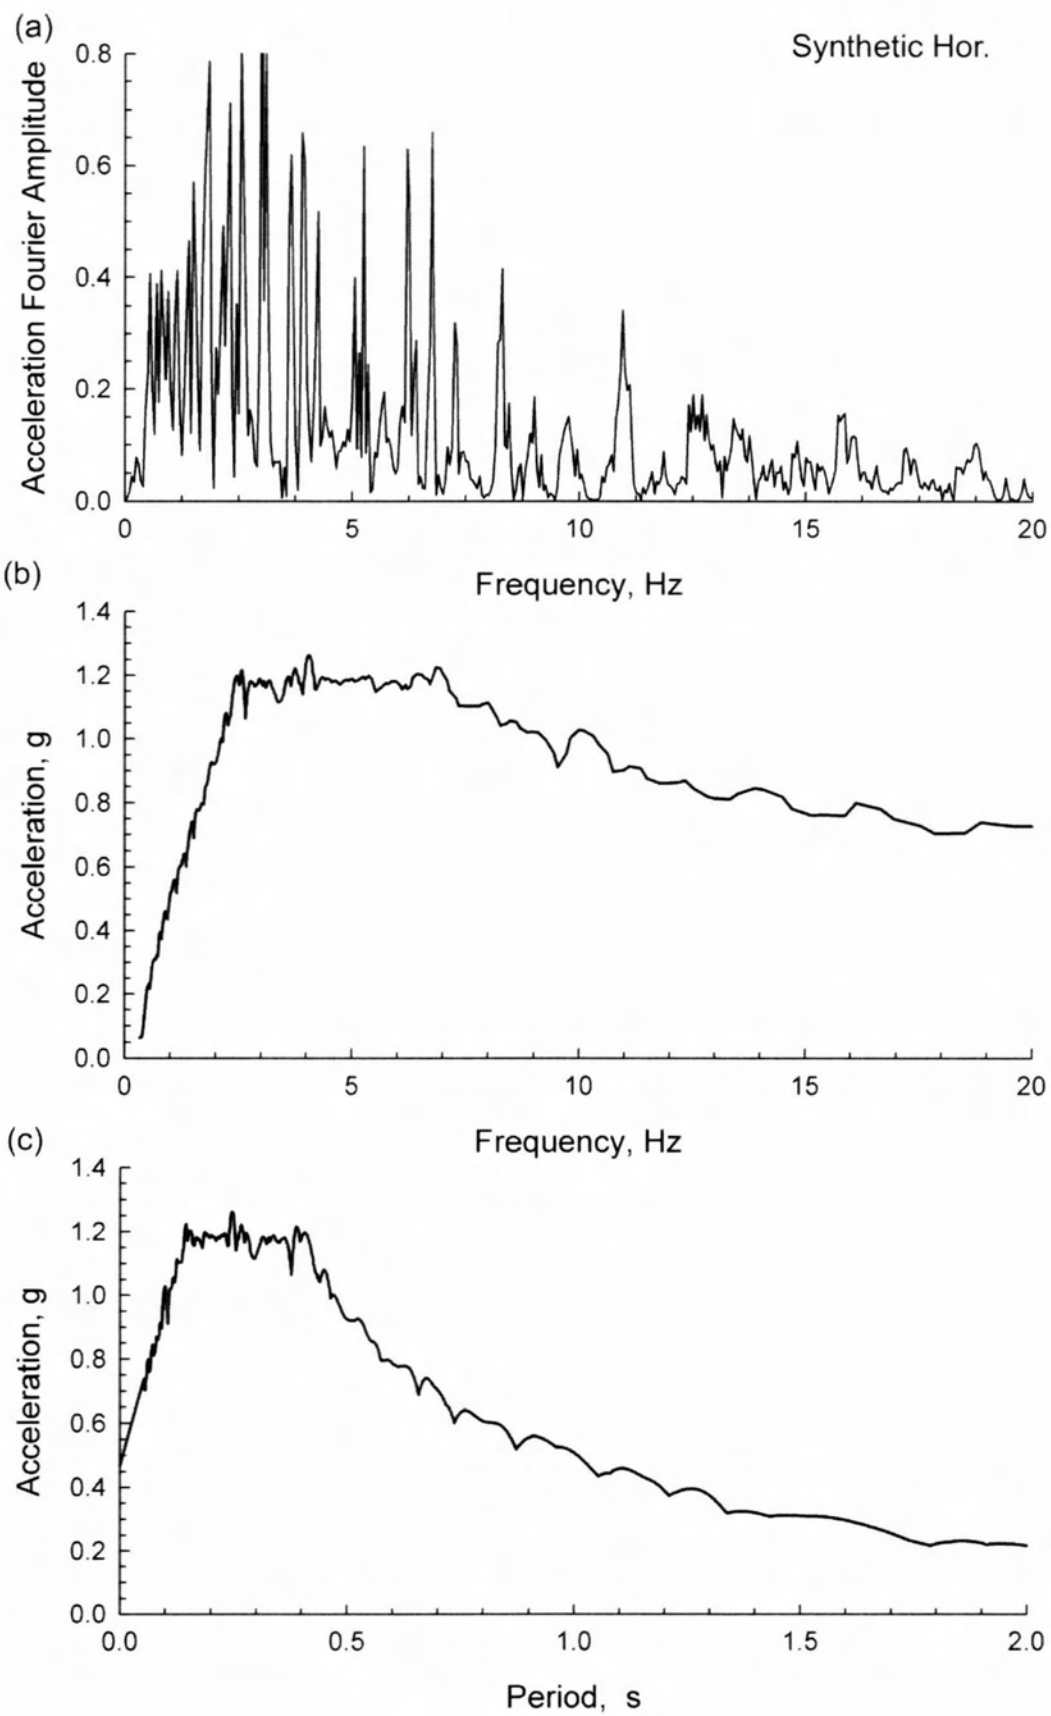 (a)
Synthetic Hor.
Acceleration Fourier Amplitude
0.8
0.6
0.4
0.2
0.0
0 5 10 15 20
Frequency, Hz
(b)
Acceleration, g
1.4
1.2
1.0
0.8
0.6
0.4
0.2
0.0
0 5 10 15 20
Frequency, Hz
(c)
Acceleration, g
1.4
1.2
1.0
0.8
0.6
0.4
0.2
0.0
0.0 0.5 1.0 1.5 2.0
Period, s